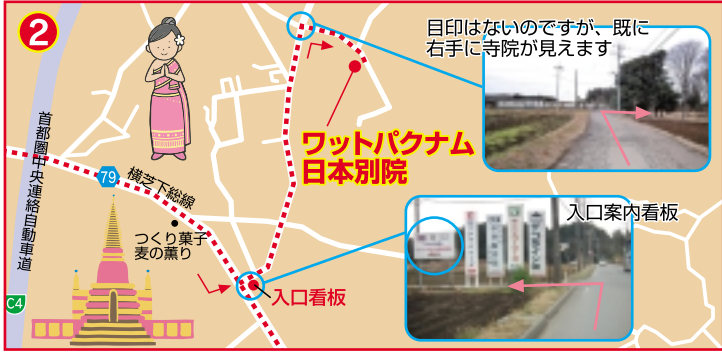 2
目印はないのですが、既に
右手に寺院が見えます
首都圏中央連絡自動車道
ワットパクナム
日本別院
79
横芝下総線
入口案内看板
つくり菓子
麦の薫り
入口看板
C4